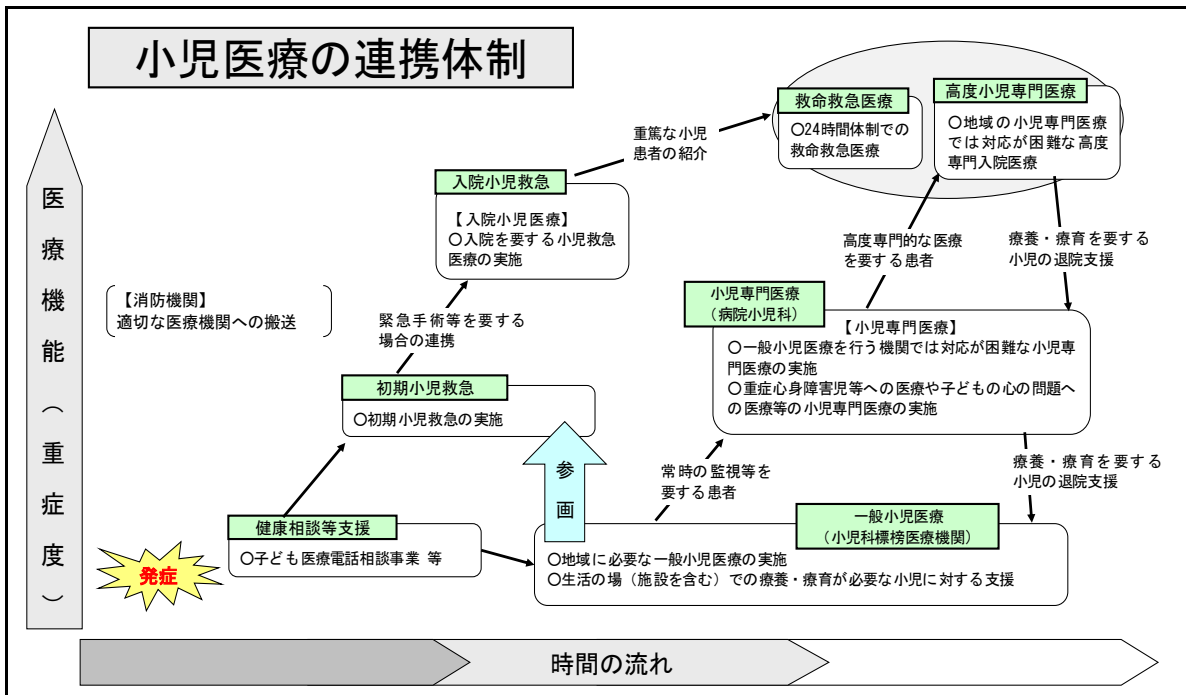 小児医療の連携体制
医療機能（重症度）
救命救急医療
〇24時間体制での
救命救急医療
高度小児専門医療
〇地域の小児専門医療
では対応が困難な高度
専門入院医療
重篤な小児
患者の紹介
入院小児救急
【入院小児医療】
〇入院を要する小児救急
医療の実施
高度専門的な医療
を要する患者
療養・療育を要する
小児の退院支援
【消防機関】
適切な医療機関への搬送
緊急手術等を要する
場合の連携
小児専門医療
（病院小児科）
【小児専門医療】
〇一般小児医療を行う機関では対応が困難な小児専
門医療の実施
〇重症心身障害児等への医療や子どもの心の問題へ
の医療等の小児専門医療の実施
初期小児救急
〇初期小児救急の実施
参画
常時の監視等を
要する患者
療養・療育を要する
小児の退院支援
健康相談等支援
〇子ども医療電話相談事業 等
一般小児医療
（小児科標榜医療機関）
〇地域に必要な一般小児医療の実施
〇生活の場（施設を含む）での療養・療育が必要な小児に対する支援
発症
時間の流れ